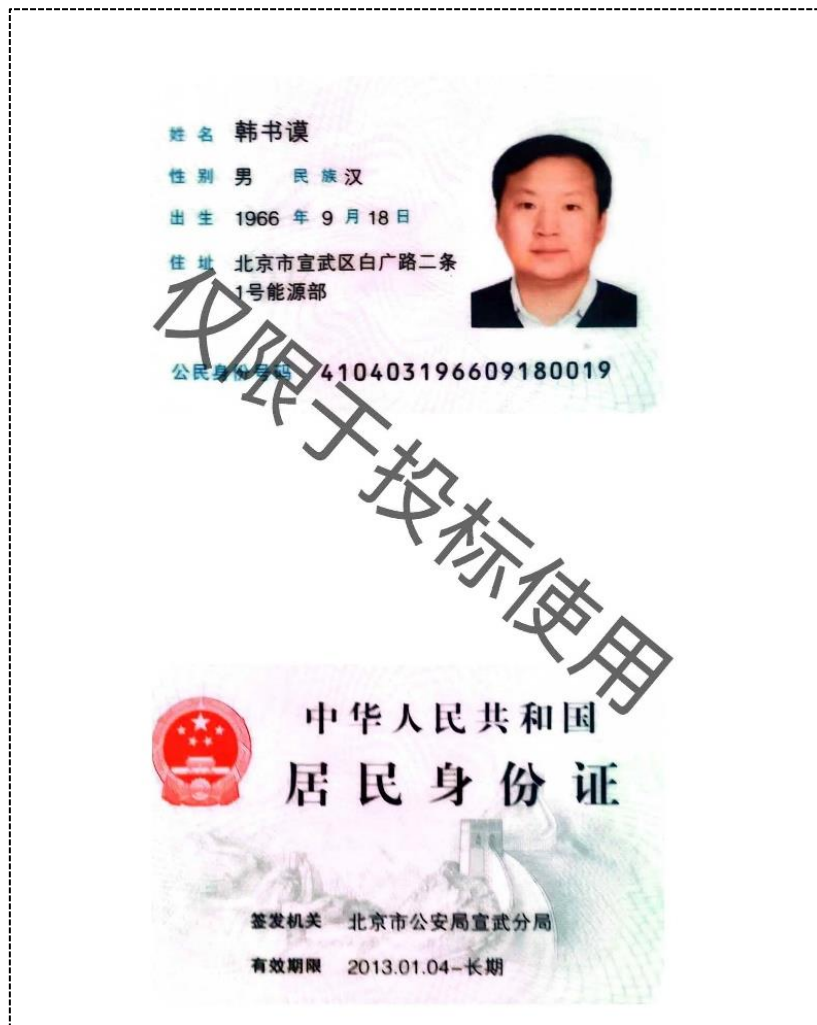 姓名 韩书谟
性别 男 民族 汉
出生 1966 年 9 月 18 日
住址 北京市宣武区白广路二条
1号能源部
公民身份号码 410403196609180019
仅限于投标使用
中华人民共和国
居民身份证
签发机关 北京市公安局宣武分局
有效期限 2013.01.04-长期